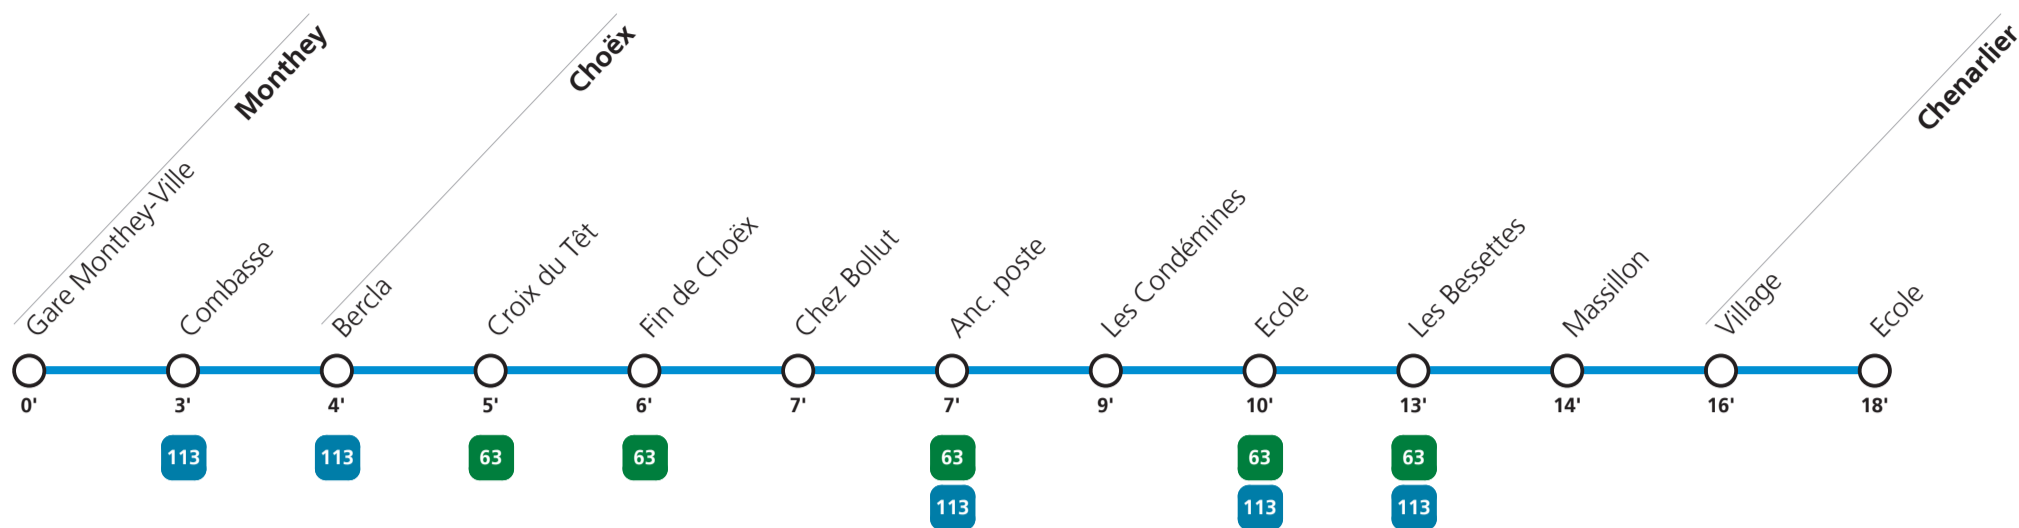 Monthey
Choëx
Chenarlier
Gare Monthey-Ville
Combasse
Bercla
Croix du Têt
Fin de Choëx
Chez Bollut
Anc. poste
Les Condémines
Ecole
Les Bessettes
Massillon
Village
Ecole
0' 3' 4' 5' 6' 7' 7' 9' 10' 13' 14' 16' 18'
113 113 63 63 63 63 63
113 113 113